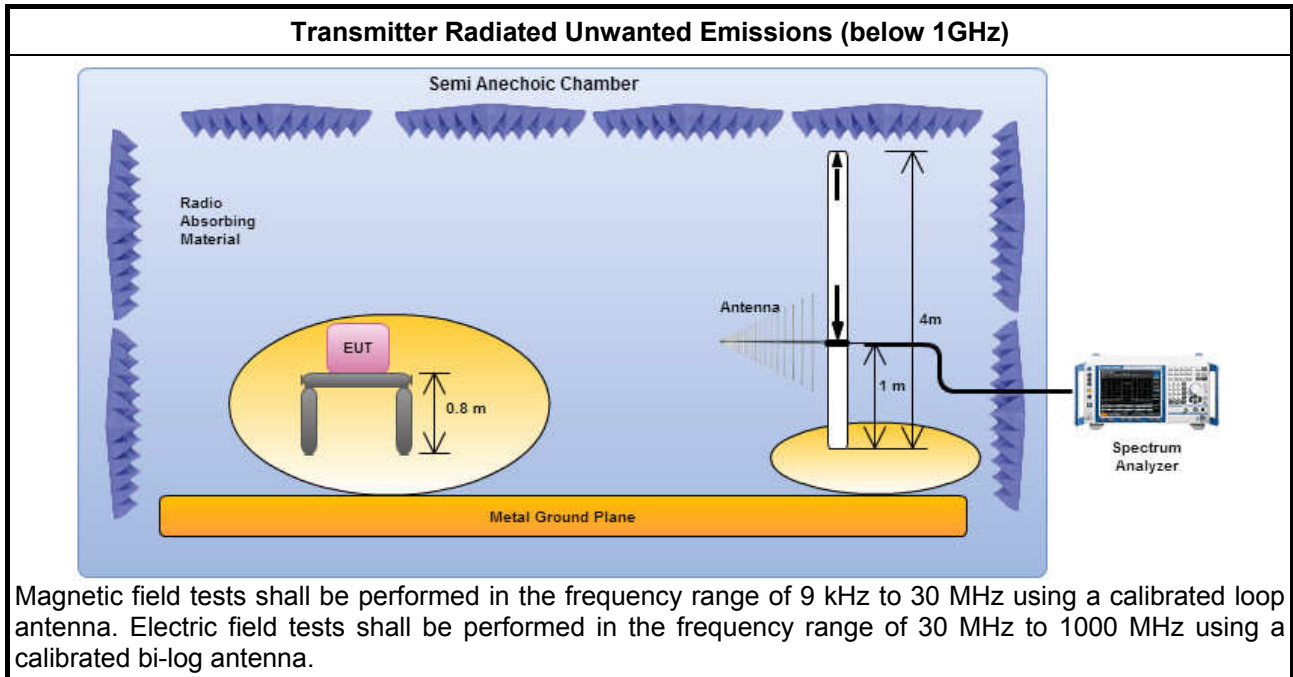 Transmitter Radiated Unwanted Emissions (below 1GHz)
Semi Anechoic Chamber
Radio
Absorbing
Material
Antenna
4m
EUT
1 m
0.8 m
Spectrum
Analyzer
Metal Ground Plane
Magnetic field tests shall be performed in the frequency range of 9 kHz to 30 MHz using a calibrated loop
antenna. Electric field tests shall be performed in the frequency range of 30 MHz to 1000 MHz using a
calibrated bi-log antenna.